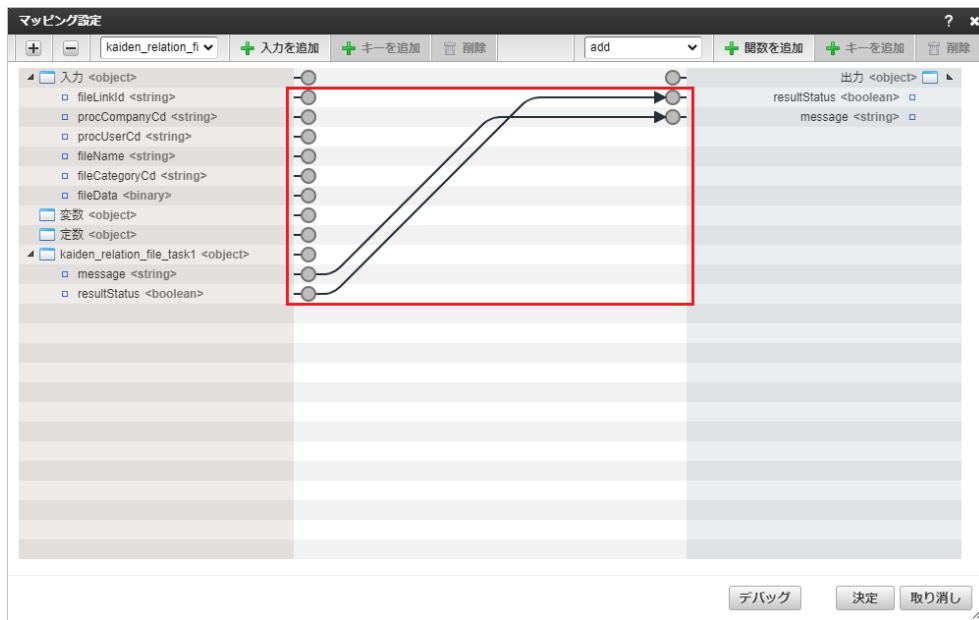 マッピング設定 ?
kaiden_relation_fi 入力を追加 キーを追加 削除 add 関数を追加 キーを追加 削除
入力 <object> 出力 <object>
fileLinkId <string> resultStatus <boolean>
procCompanyCd <string> message <string>
procUserCd <string>
fileName <string>
fileCategoryCd <string>
fileData <binary>
変数 <object>
定数 <object>
kaiden_relation_file_task1 <object>
message <string>
resultStatus <boolean>
デバッグ 決定 取り消し